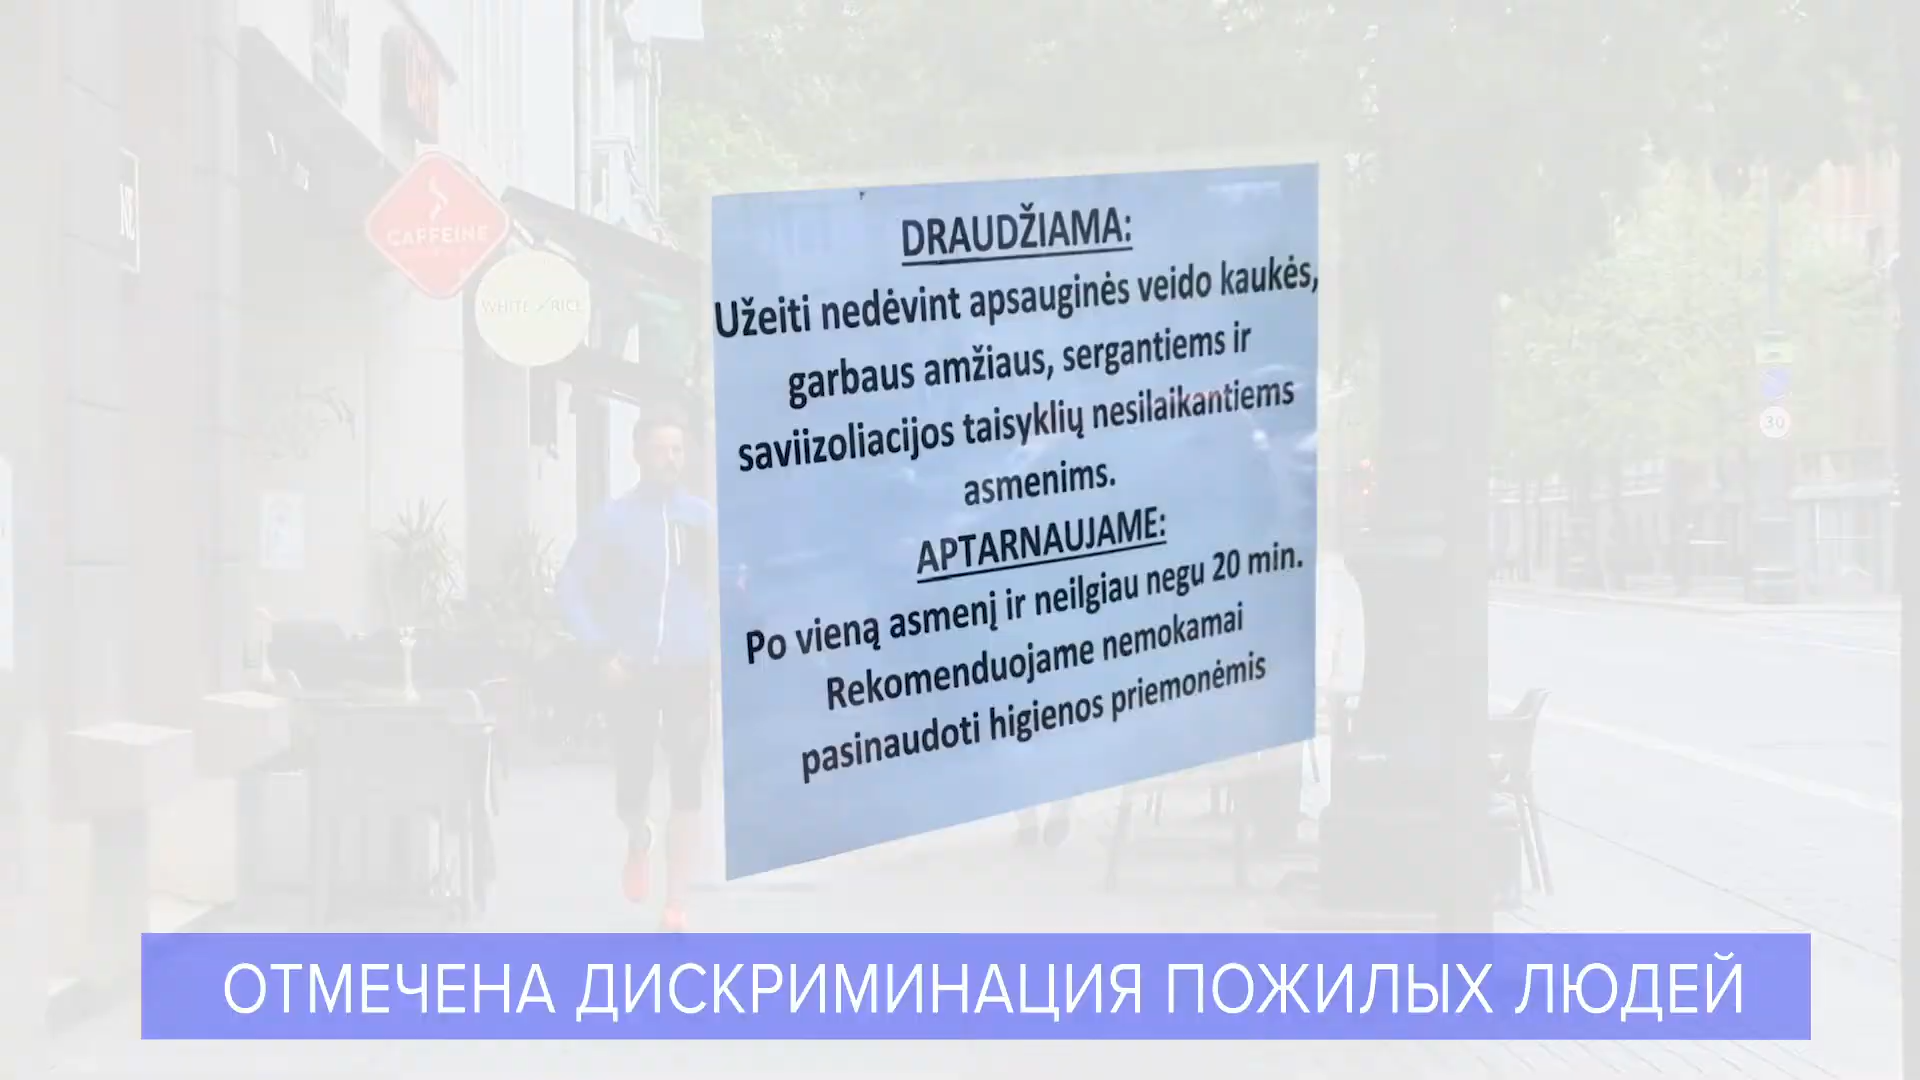 CAFFEINE
WHITE RICE
30
DRAUDŽIAMA:
Užeiti nedėvint apsauginės veido kaukės,
garbaus amžiaus, sergantiems ir
saviizoliacijos taisyklių nesilaikantiems
asmenims.
APTARNAUJAME:
Po vieną asmenį ir neilgiau negu 20 min.
Rekomenduojame nemokamai
pasinaudoti higienos priemonėmis
ОТМЕЧЕНА ДИСКРИМИНАЦИЯ ПОЖИЛЫХ ЛЮДЕЙ